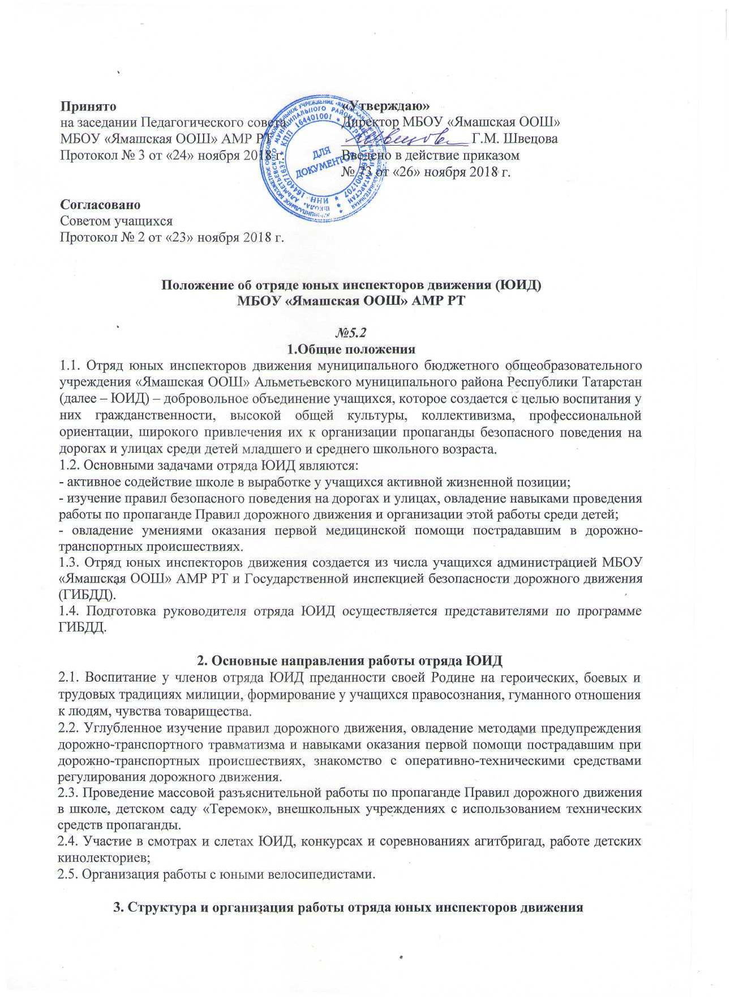 Принято
на заседании Педагогического совета
МБОУ «Ямашская ООШ» АМР РТ
Протокол № 3 от «24» ноября 2018 г.
«Утверждаю»
Директор МБОУ «Ямашская ООШ»
Г.М. Швецова
Введено в действие приказом
№ 73 от «26» ноября 2018 г.
ДЛЯ
ДОКУМЕНТОВ
КПП 164401001
ИНН 1644071637
Согласовано
Советом учащихся
Протокол № 2 от «23» ноября 2018 г.
Положение об отряде юных инспекторов движения (ЮИД)
МБОУ «Ямашская ООШ» АМР РТ
№5.2
1.Общие положения
1.1. Отряд юных инспекторов движения муниципального бюджетного общеобразовательного
учреждения «Ямашская ООШ» Альметьевского муниципального района Республики Татарстан
(далее – ЮИД) – добровольное объединение учащихся, которое создается с целью воспитания у
них гражданственности, высокой общей культуры, коллективизма, профессиональной
ориентации, широкого привлечения их к организации пропаганды безопасного поведения на
дорогах и улицах среди детей младшего и среднего школьного возраста.
1.2. Основными задачами отряда ЮИД являются:
- активное содействие школе в выработке у учащихся активной жизненной позиции;
- изучение правил безопасного поведения на дорогах и улицах, овладение навыками проведения
работы по пропаганде Правил дорожного движения и организации этой работы среди детей;
- овладение умениями оказания первой медицинской помощи пострадавшим в дорожно-
транспортных происшествиях.
1.3. Отряд юных инспекторов движения создается из числа учащихся администрацией МБОУ
«Ямашская ООШ» АМР РТ и Государственной инспекцией безопасности дорожного движения
(ГИБДД).
1.4. Подготовка руководителя отряда ЮИД осуществляется представителями по программе
ГИБДД.
2. Основные направления работы отряда ЮИД
2.1. Воспитание у членов отряда ЮИД преданности своей Родине на героических, боевых и
трудовых традициях милиции, формирование у учащихся правосознания, гуманного отношения
к людям, чувства товарищества.
2.2. Углубленное изучение правил дорожного движения, овладение методами предупреждения
дорожно-транспортного травматизма и навыками оказания первой помощи пострадавшим при
дорожно-транспортных происшествиях, знакомство с оперативно-техническими средствами
регулирования дорожного движения.
2.3. Проведение массовой разъяснительной работы по пропаганде Правил дорожного движения
в школе, детском саду «Теремок», внешкольных учреждениях с использованием технических
средств пропаганды.
2.4. Участие в смотрах и слетах ЮИД, конкурсах и соревнованиях агитбригад, работе детских
кинолекториев;
2.5. Организация работы с юными велосипедистами.
3. Структура и организация работы отряда юных инспекторов движения